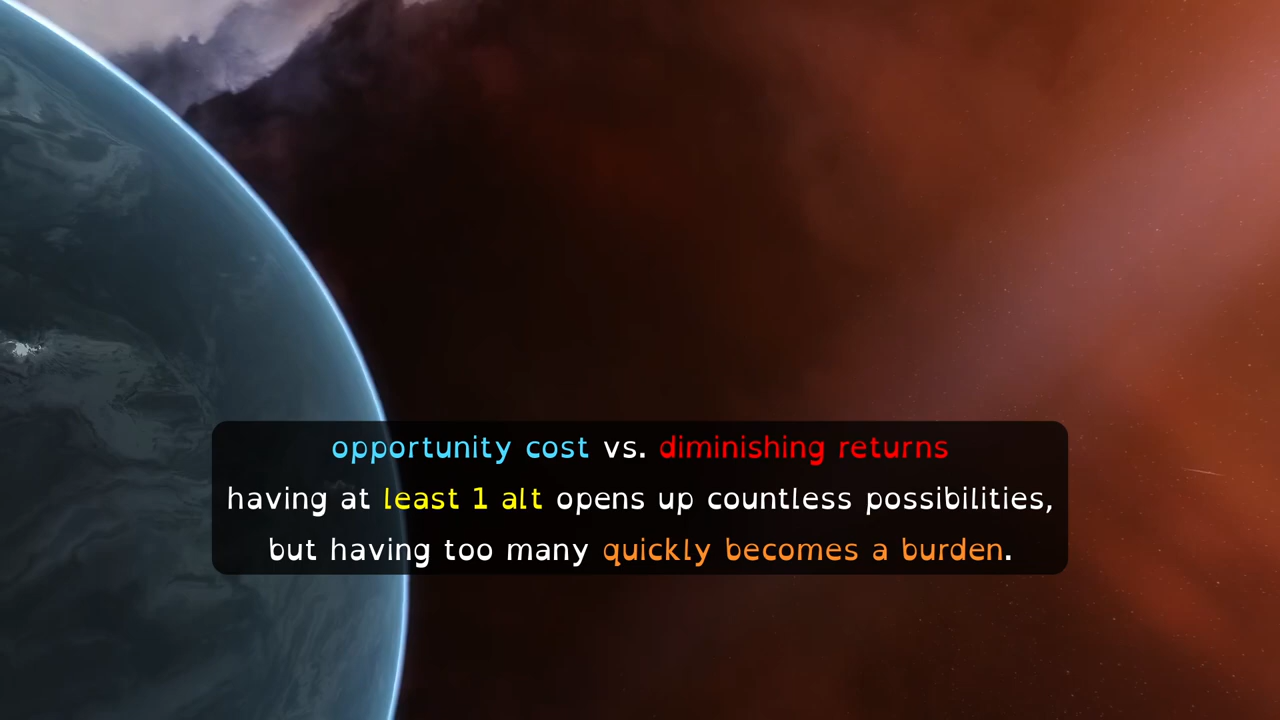 opportunity cost vs. diminishing returns
having at least 1 alt opens up countless possibilities,
but having too many quickly becomes a burden.